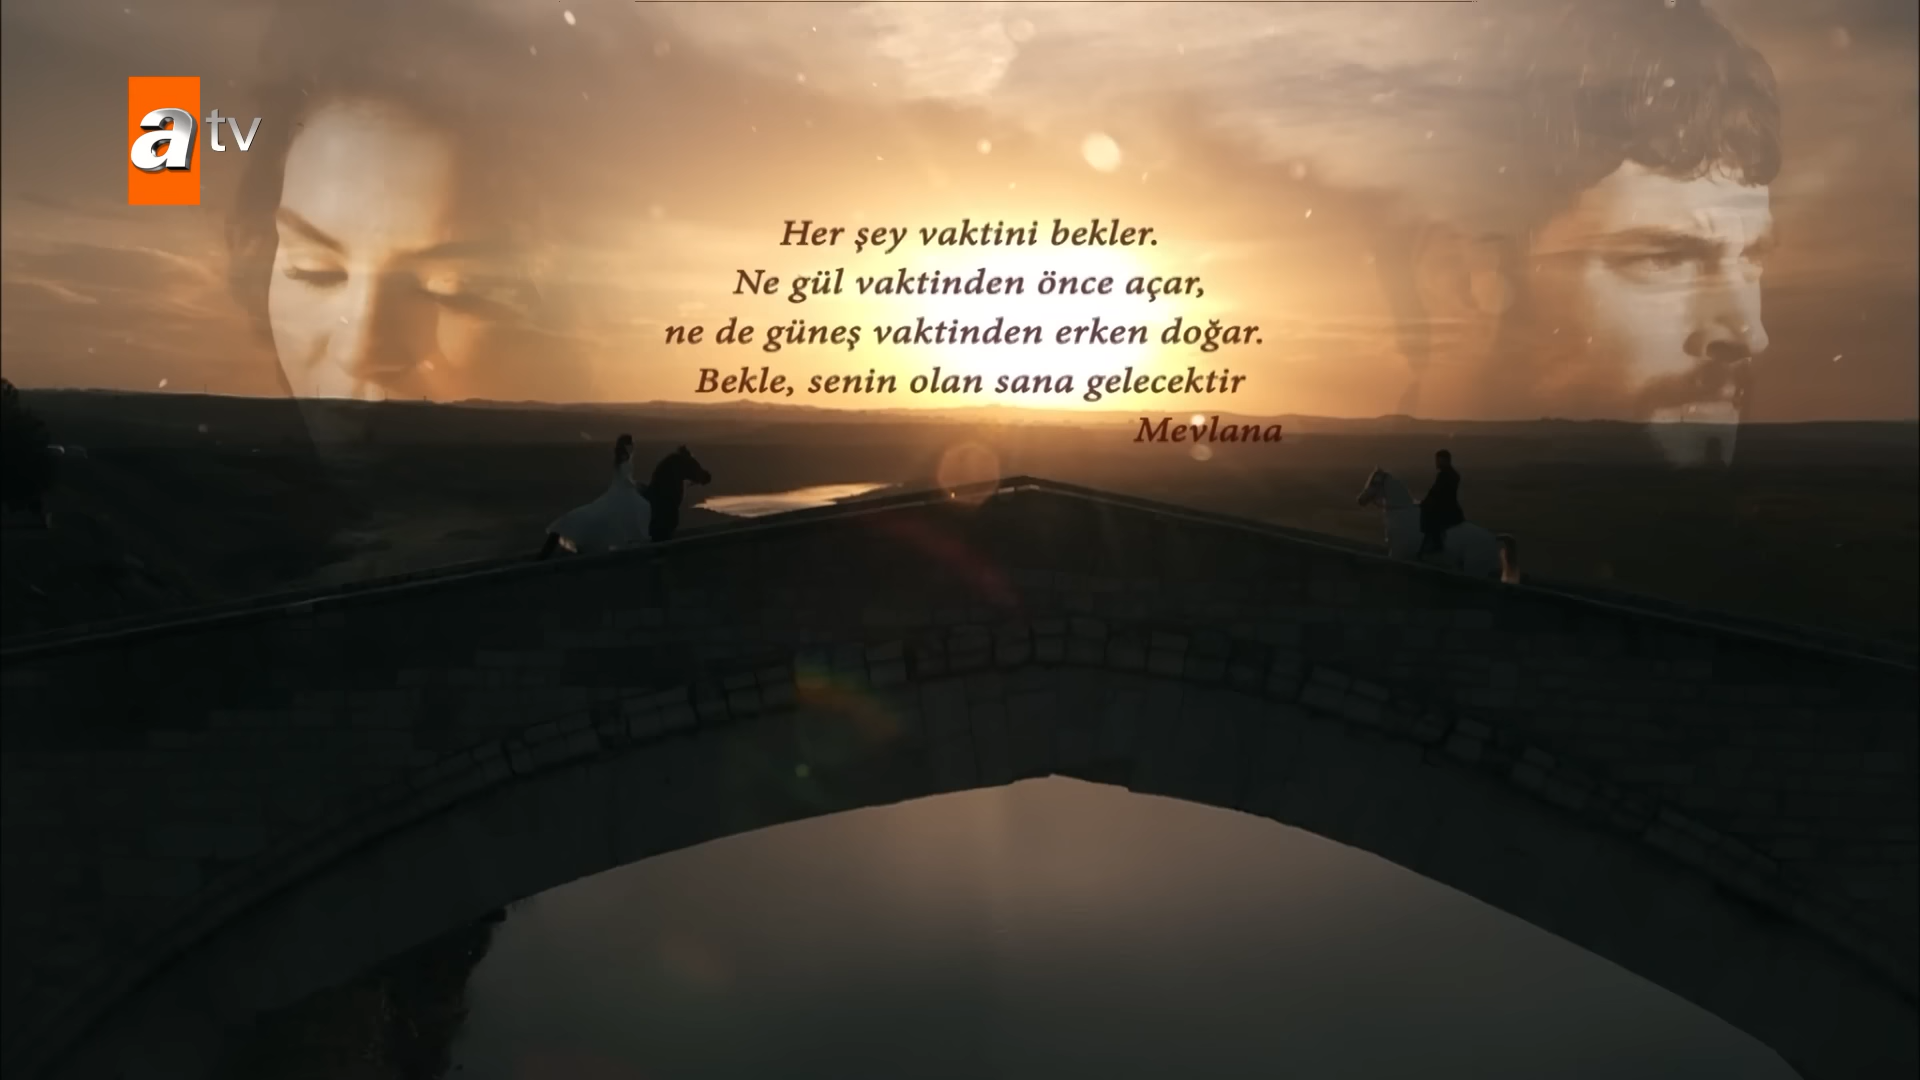 atv
Her şey vaktini bekler.
Ne gül vaktinden önce açar,
ne de güneş vaktinden erken doğar.
Bekle, senin olan sana gelecektir
Mevlana